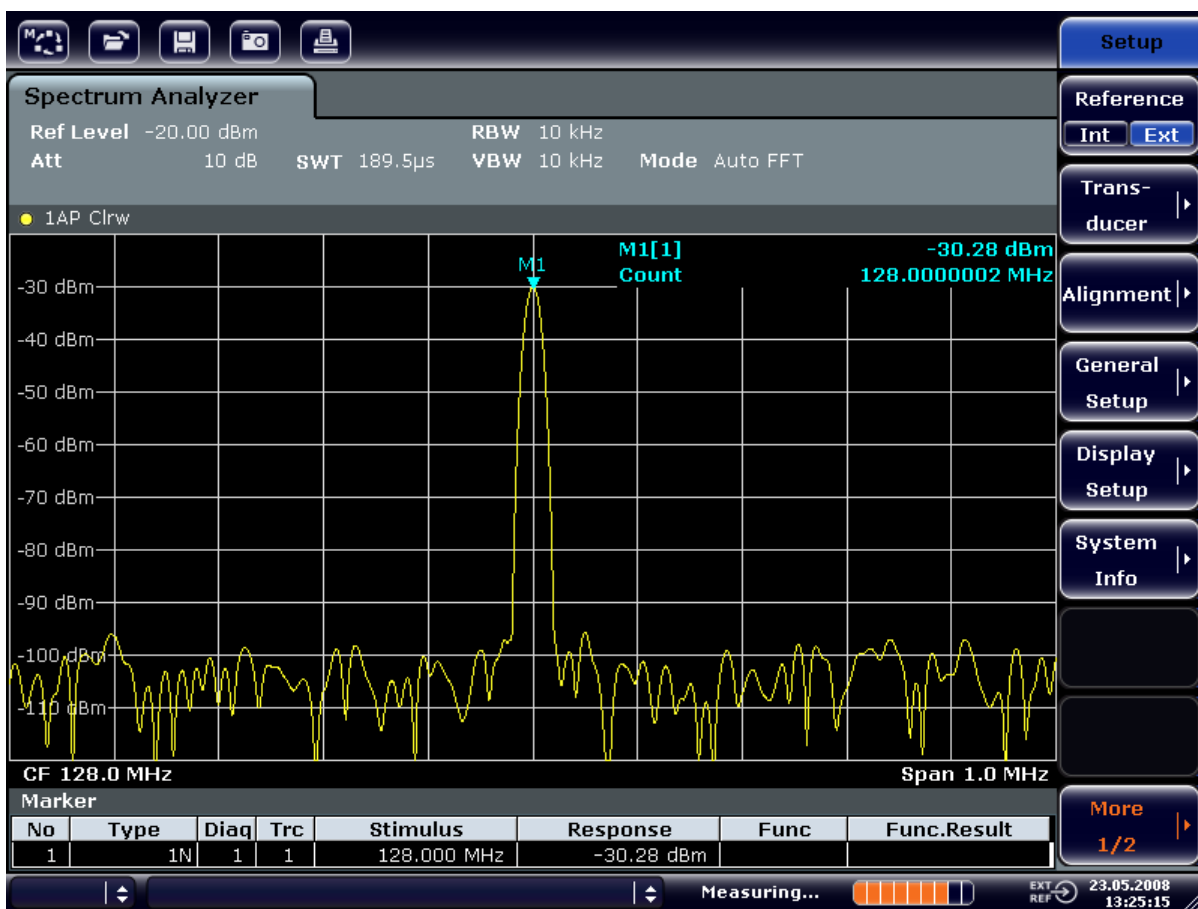 M
Setup
Spectrum Analyzer
Ref Level -20.00 dBm RBW 10 kHz
Att 10 dB SWT 189.5µs VBW 10 kHz Mode Auto FFT
1AP Clrw
M1[1] -30.28 dBm
Count 128.0000002 MHz
M1
-30 dBm
-40 dBm
-50 dBm
-60 dBm
-70 dBm
-80 dBm
-90 dBm
-100 dBm
-110 dBm
CF 128.0 MHz Span 1.0 MHz
Marker
No Type Diaq Trc Stimulus Response Func Func.Result
1 1N 1 1 128.000 MHz -30.28 dBm
Measuring...
EXT REF
23.05.2008
13:25:15
Reference
Int Ext
Trans-
ducer
Alignment
General
Setup
Display
Setup
System
Info
More
1/2